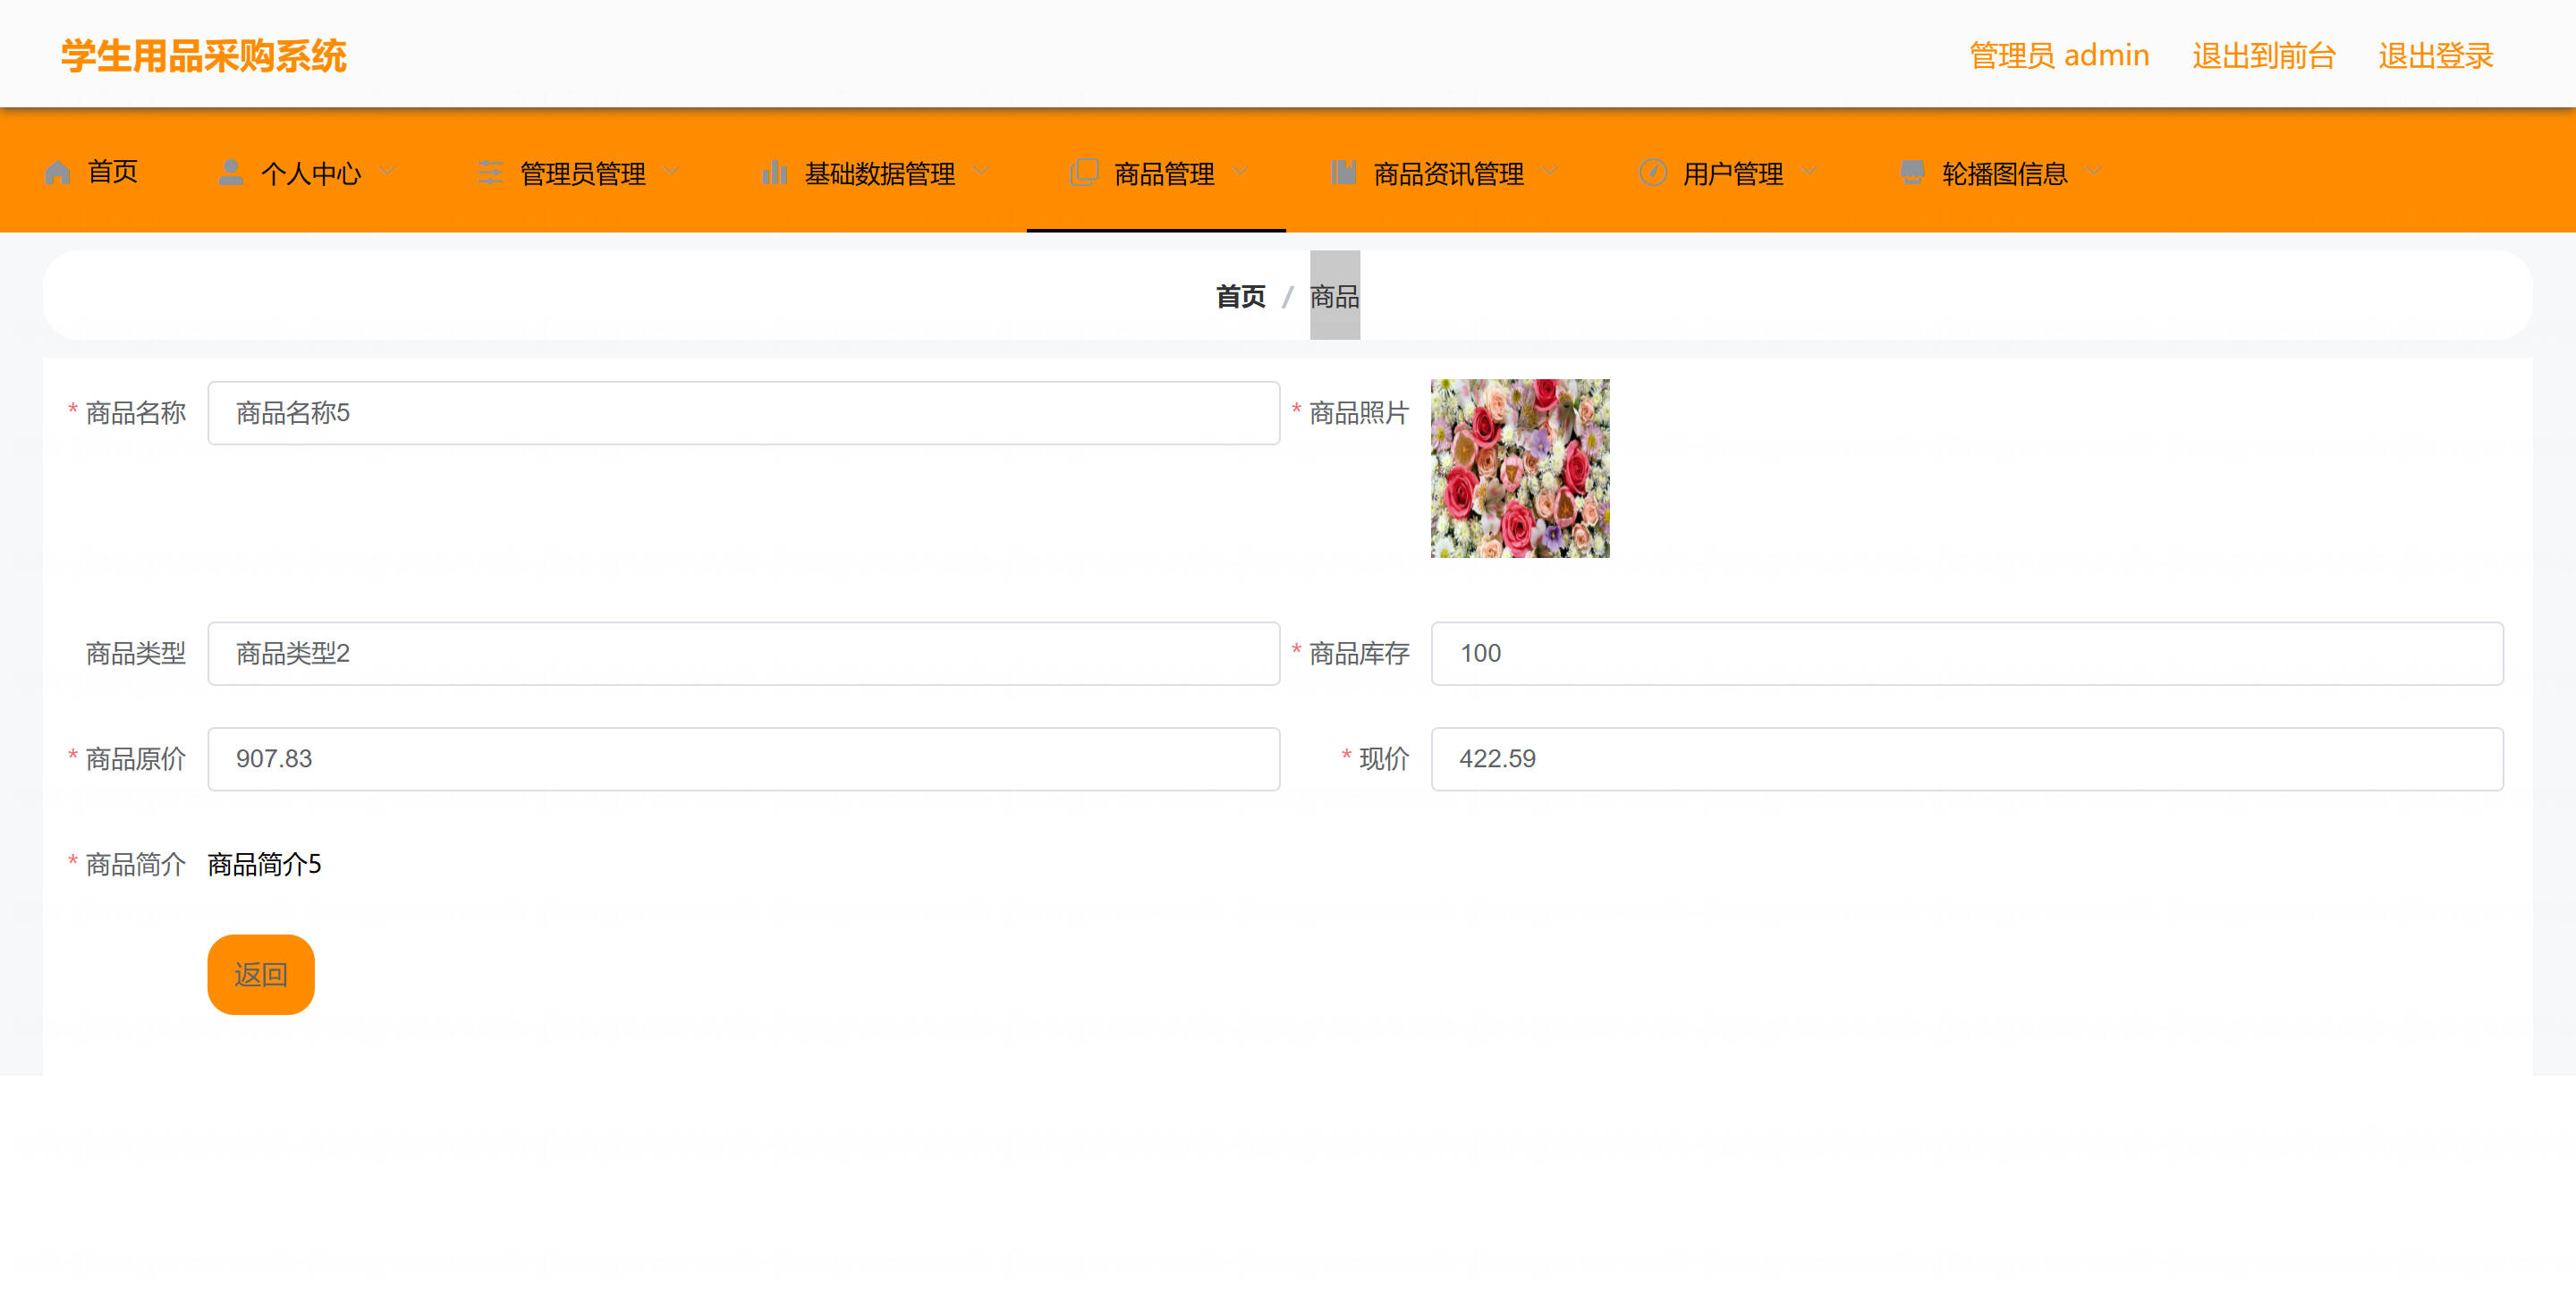 学生用品采购系统
管理员 admin 退出到前台 退出登录
首页 个人中心 管理员管理 基础数据管理 商品管理 商品资讯管理 用户管理 轮播图信息
首页 / 商品
* 商品名称 商品名称5 * 商品照片
商品类型 商品类型2 * 商品库存 100
* 商品原价 907.83 * 现价 422.59
* 商品简介 商品简介5
返回